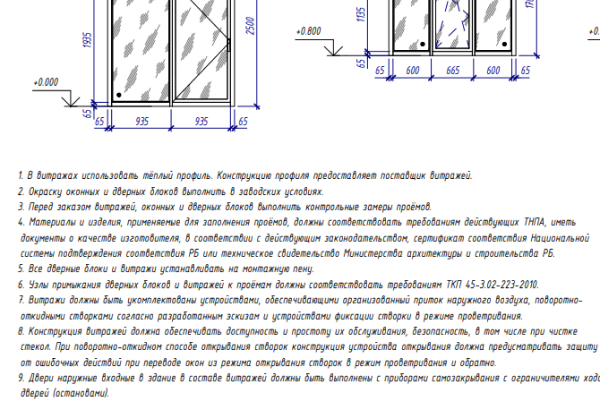 1935
2500
+0.000
65
65
935
935
65
+0.800
1135
65
65
600
665
600
65
1. В витражах использовать тёплый профиль. Конструкцию профиля предоставляет поставщик витражей.
2. Окраску оконных и дверных блоков выполнить в заводских условиях.
3. Перед заказом витражей, оконных и дверных блоков выполнить контрольные замеры проёмов.
4. Материалы и изделия, применяемые для заполнения проёмов, должны соответствовать требованиям действующих ТНПА, иметь
документы о качестве изготовителя, в соответствии с действующим законодательством, сертификат соответствия Национальной
системы подтверждения соответствия РБ или техническое свидетельство Министерства архитектуры и строительства РБ.
5. Все дверные блоки и витражи устанавливать на монтажную пену.
6. Узлы примыкания дверных блоков и витражей к проёмам должны соответствовать требованиям ТКП 45-3.02-223-2010.
7. Витражи должны быть укомплектованы устройствами, обеспечивающими организованный приток наружного воздуха, поворотно-
откидными створками согласно разработанным эскизам и устройствами фиксации створки в режиме проветривания.
8. Конструкция витражей должна обеспечивать доступность и простоту их обслуживания, безопасность, в том числе при чистке
стекол. При поворотно-откидном способе открывания створок конструкция устройства открывания должна предусматривать защиту
от ошибочных действий при переводе окон из режима открывания створок в режим проветривания и обратно.
9. Двери наружные входные в здание в составе витражей должны быть выполнены с приборами самозакрывания с ограничителями хода
дверей (остановами).